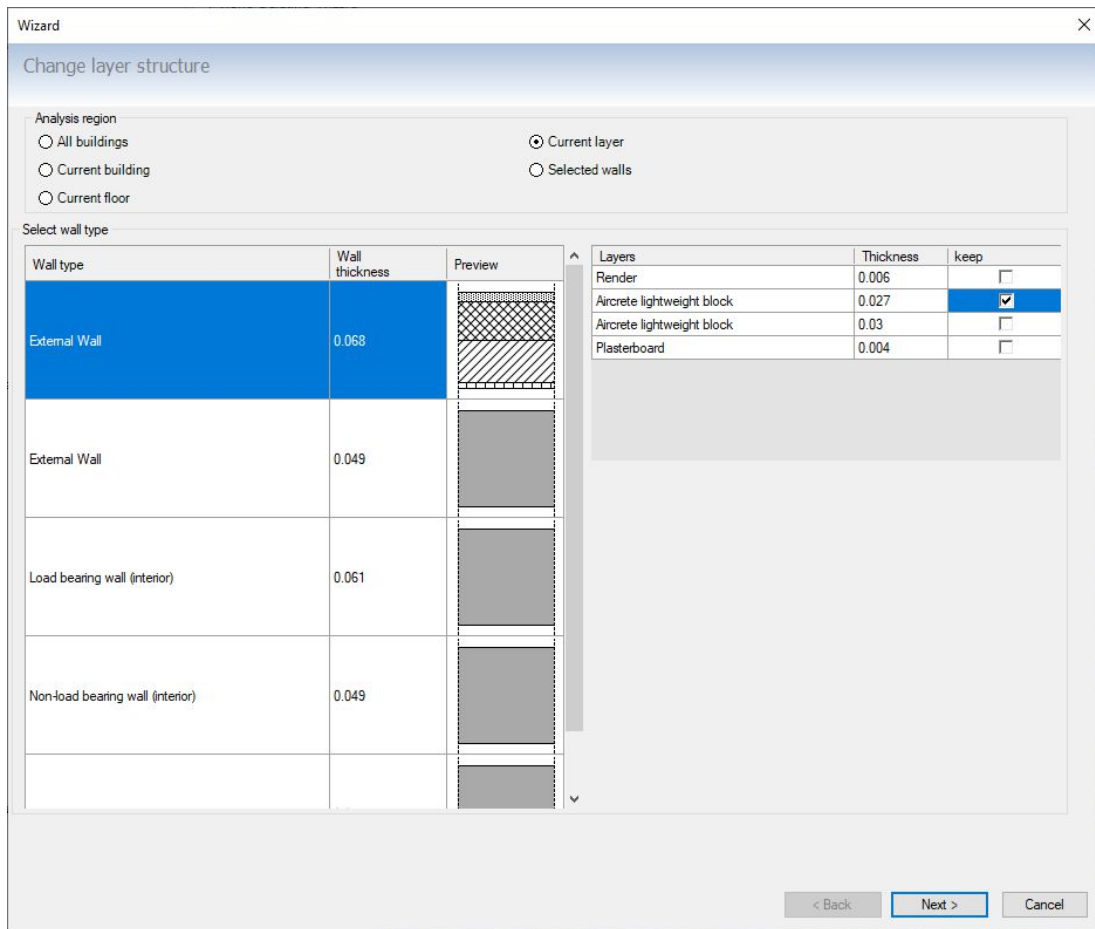 Wizard
Change layer structure
Analysis region
All buildings
Current layer
Current building
Selected walls
Current floor
Select wall type
Wall type
Wall
thickness
Preview
External Wall
0.068
External Wall
0.049
Load bearing wall (interior)
0.061
Non-load bearing wall (interior)
0.049
Layers
Thickness
keep
Render
0.006
Aircrete lightweight block
0.027
Aircrete lightweight block
0.03
Plasterboard
0.004
< Back
Next >
Cancel